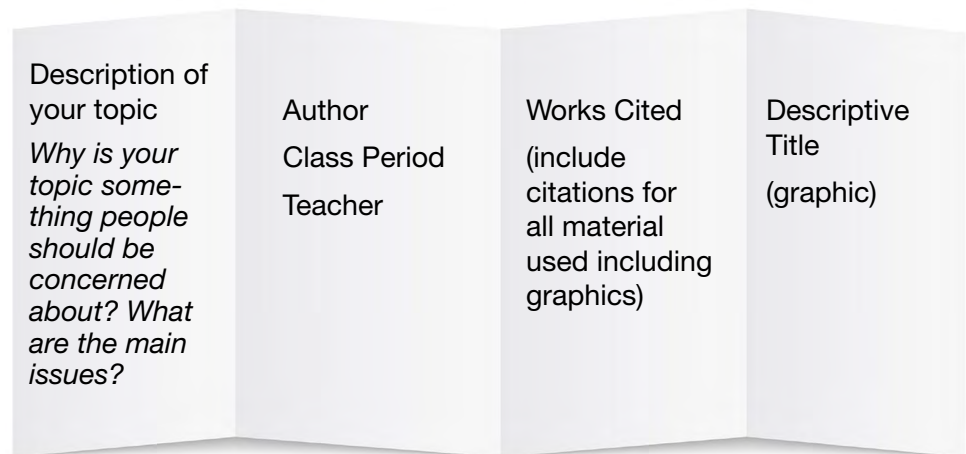 Description of
your topic
Why is your
topic some-
thing people
should be
concerned
about? What
are the main
issues?
Author
Class Period
Teacher
Works Cited
(include
citations for
all material
used including
graphics)
Descriptive
Title
(graphic)